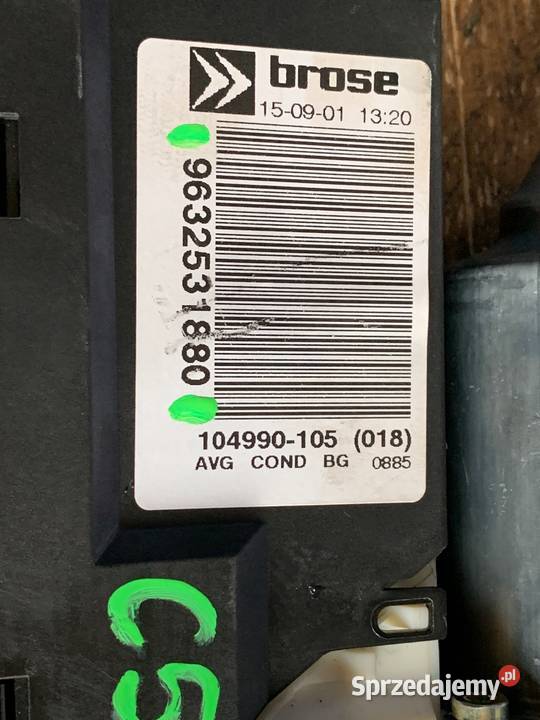 brose
15-09-01 13:20
9632531880
104990-105 (018)
AVG COND BG 0885
C5
Sprzedajemy.pl